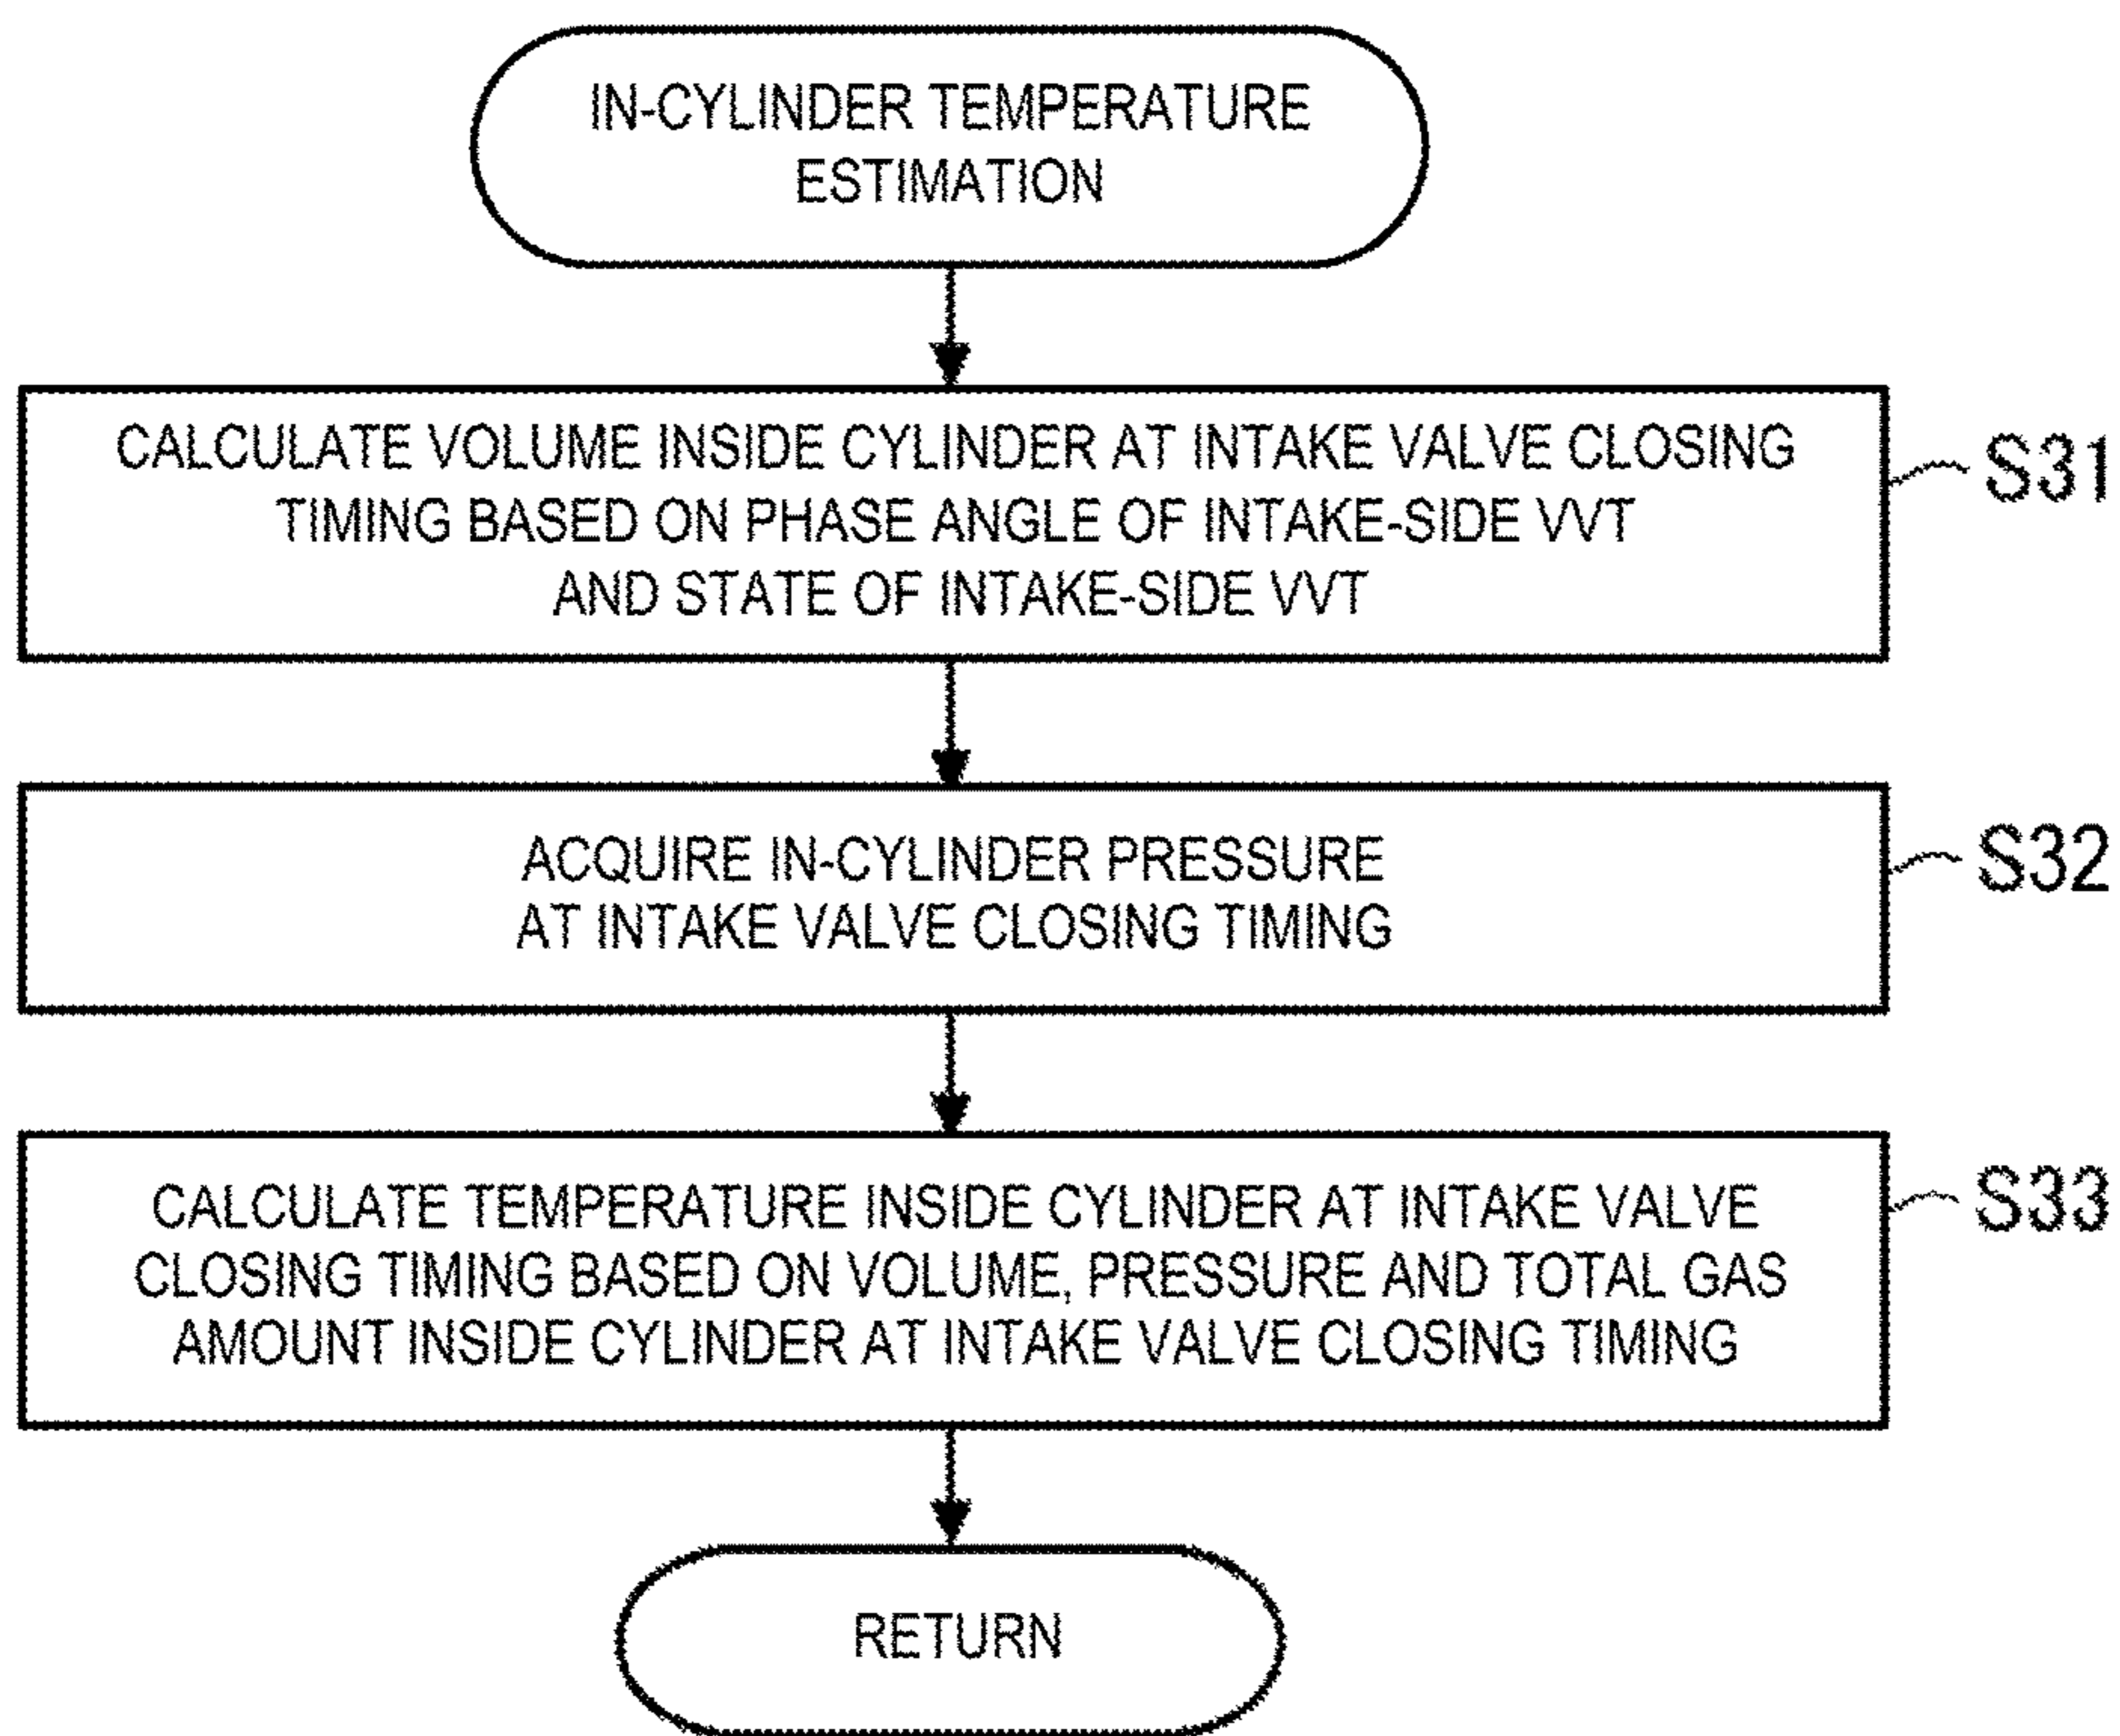 IN-CYLINDER TEMPERATURE
ESTIMATION
CALCULATE VOLUME INSIDE CYLINDER AT INTAKE VALVE CLOSING
TIMING BASED ON PHASE ANGLE OF INTAKE-SIDE VVT
AND STATE OF INTAKE-SIDE VVT
S31
ACQUIRE IN-CYLINDER PRESSURE
AT INTAKE VALVE CLOSING TIMING
S32
CALCULATE TEMPERATURE INSIDE CYLINDER AT INTAKE VALVE
CLOSING TIMING BASED ON VOLUME, PRESSURE AND TOTAL GAS
AMOUNT INSIDE CYLINDER AT INTAKE VALVE CLOSING TIMING
S33
RETURN